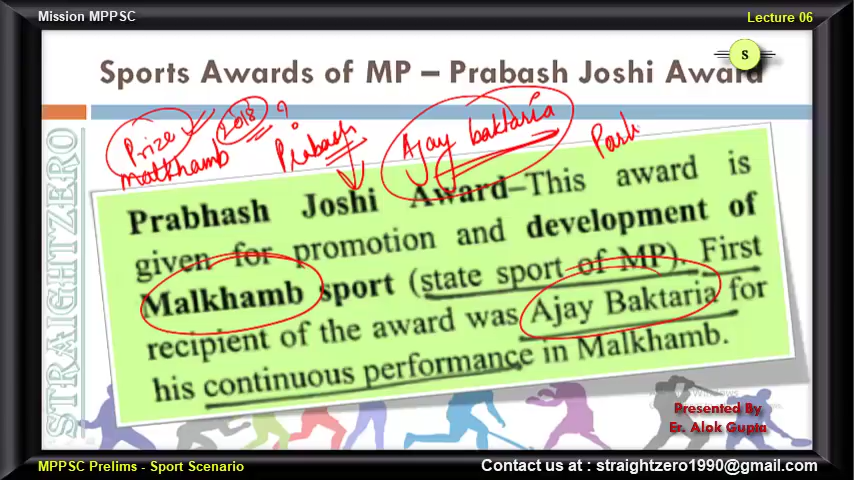 Mission MPPSC
Lecture 06
S
Sports Awards of MP – Prabash Joshi Award
Prize 2018 ?
Malkhamb Prabash Ajay baktaria
STRAIGHTZERO
Prabhash Joshi Award–This award is
given for promotion and development of
Malkhamb sport (state sport of MP). First
recipient of the award was Ajay Baktaria for
his continuous performance in Malkhamb.
Presented By
Er. Alok Gupta
MPPSC Prelims - Sport Scenario
Contact us at : straightzero1990@gmail.com